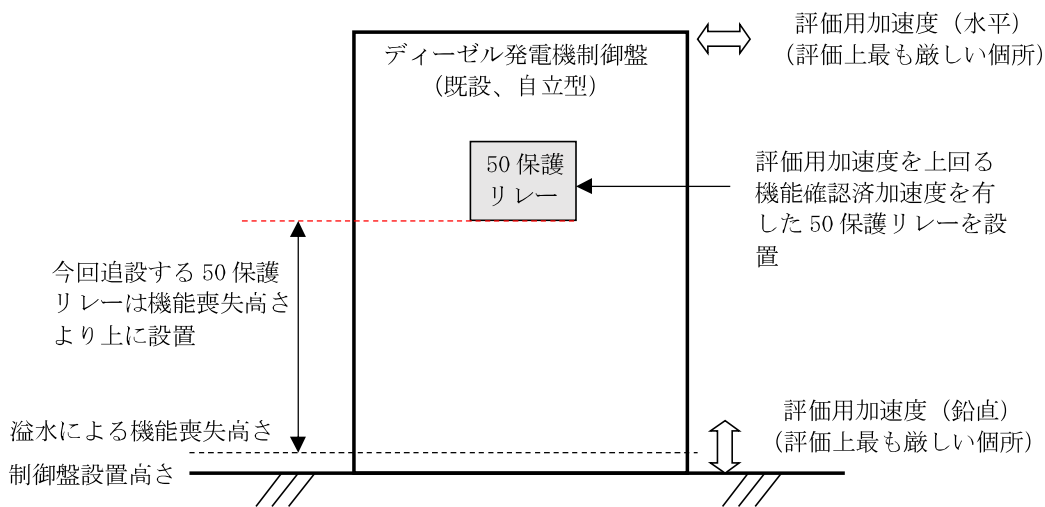 評価用加速度（水平）
（評価上最も厳しい個所）
ディーゼル発電機制御盤
（既設、自立型）
50 保護
リレー
評価用加速度を上回る
機能確認済加速度を有
した 50 保護リレーを設
置
今回追設する 50 保護
リレーは機能喪失高さ
より上に設置
評価用加速度（鉛直）
（評価上最も厳しい個所）
溢水による機能喪失高さ
制御盤設置高さ